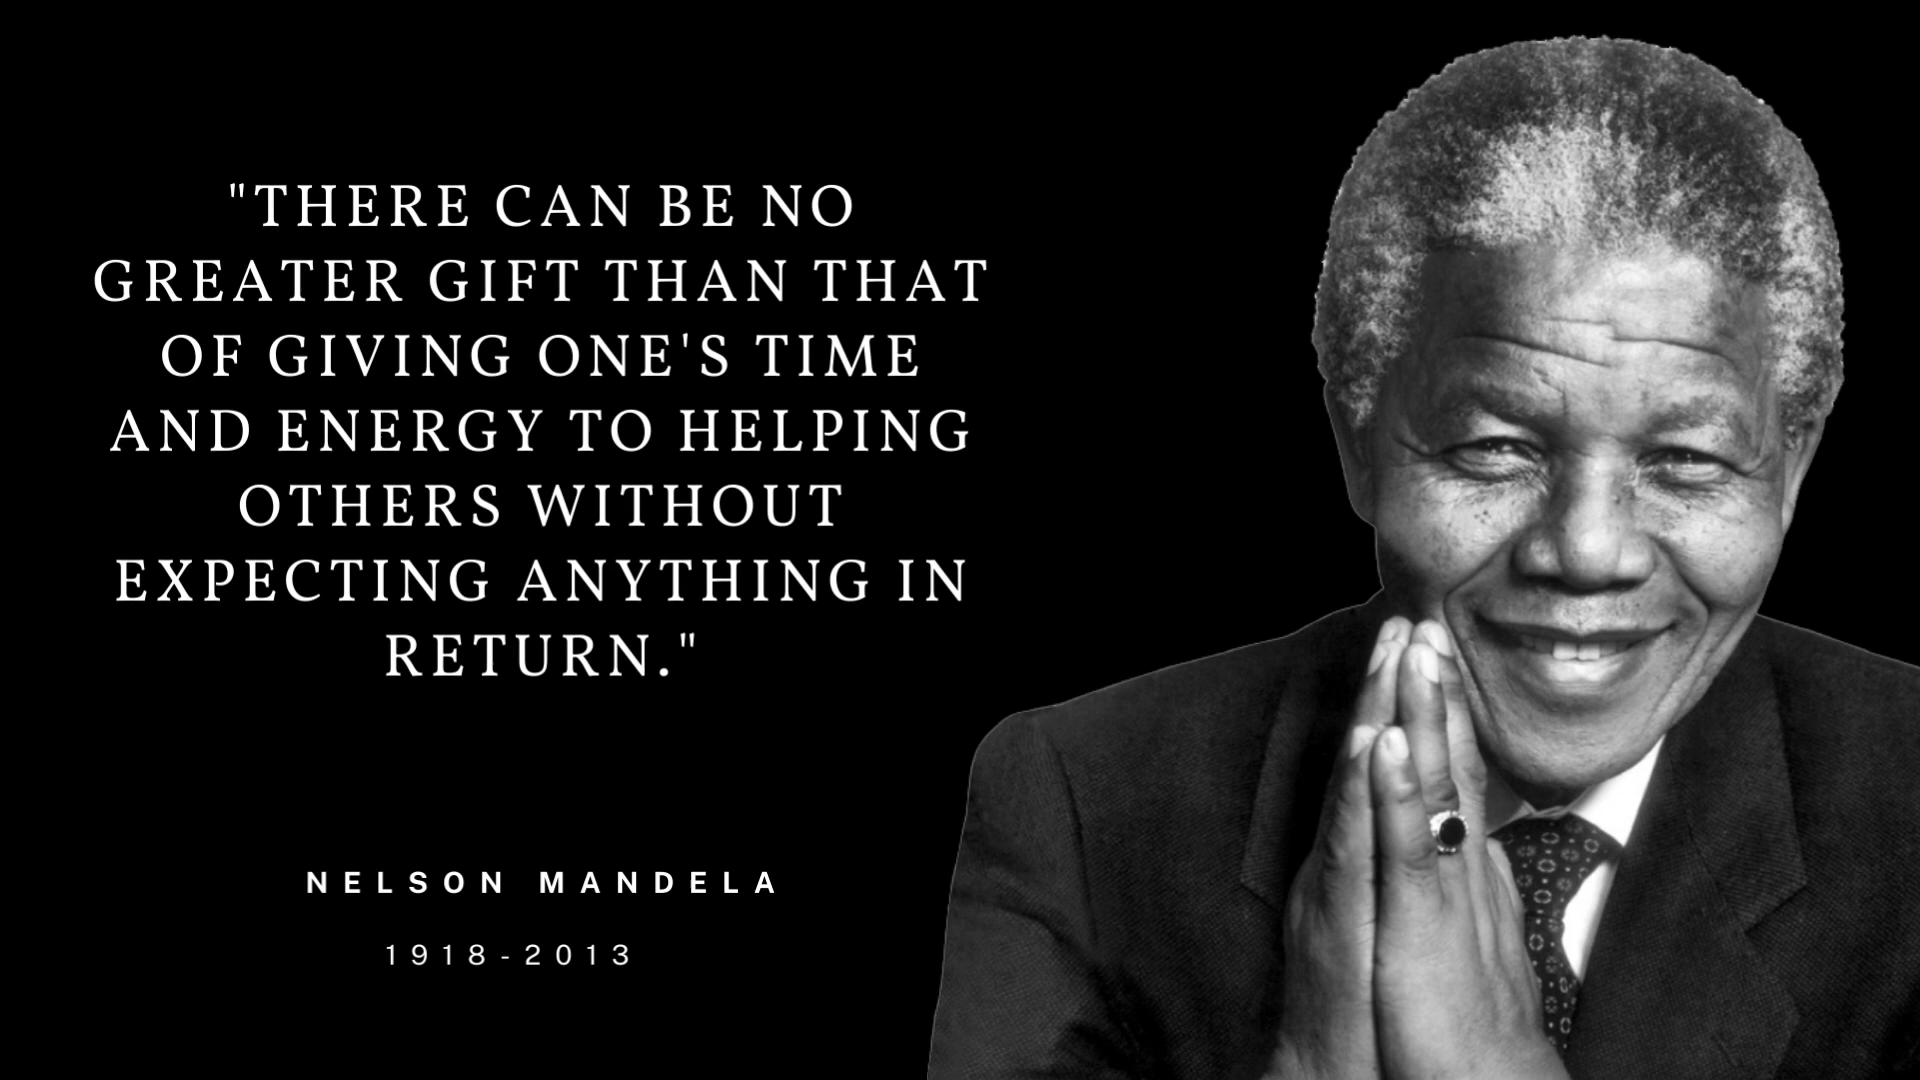 "THERE CAN BE NO
GREATER GIFT THAN THAT
OF GIVING ONE'S TIME
AND ENERGY TO HELPING
OTHERS WITHOUT
EXPECTING ANYTHING IN
RETURN."
NELSON MANDELA
1918-2013